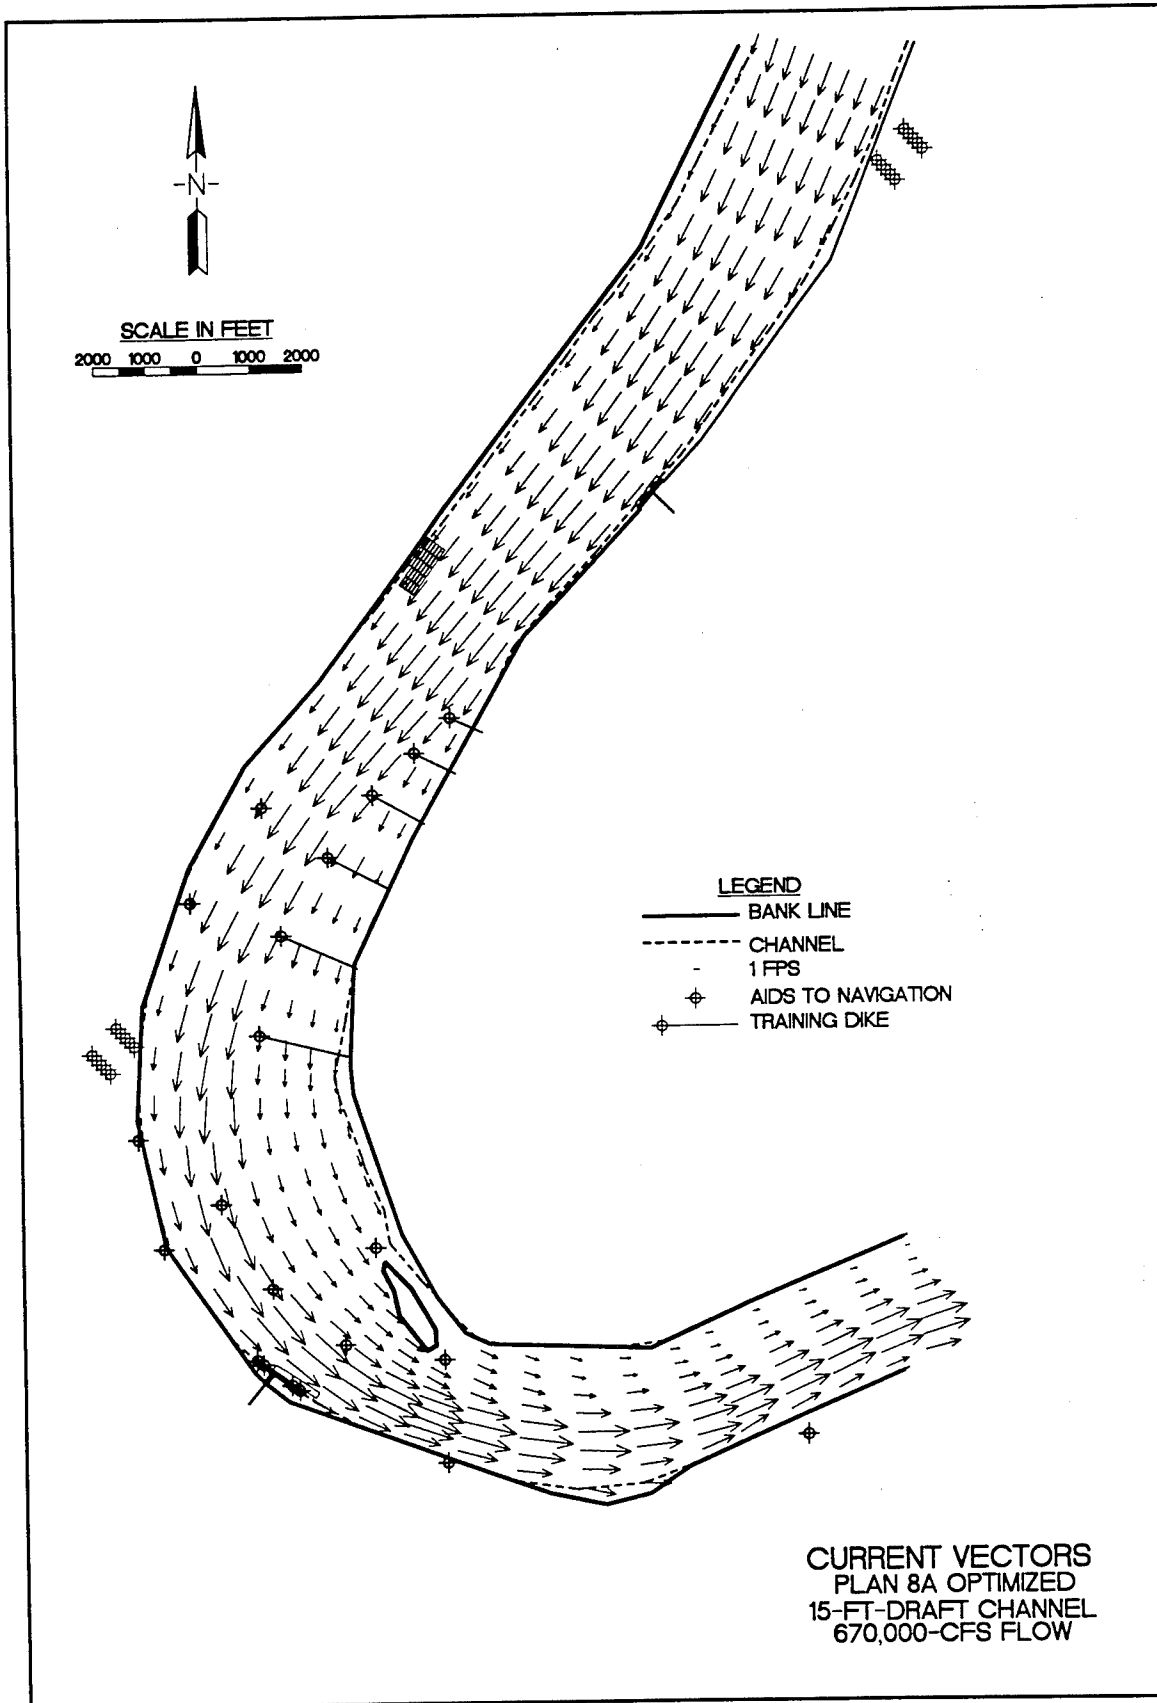 N
SCALE IN FEET
2000 1000 0 1000 2000
LEGEND
BANK LINE
CHANNEL
1 FPS
AIDS TO NAVIGATION
TRAINING DIKE
CURRENT VECTORS
PLAN 8A OPTIMIZED
15-FT-DRAFT CHANNEL
670,000-CFS FLOW